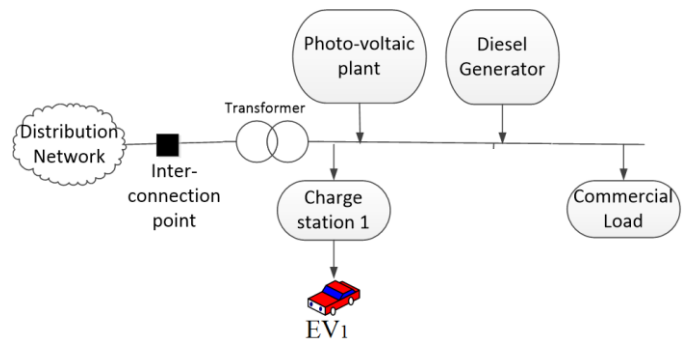 Photo-voltaic
plant
Diesel
Generator
Transformer
Distribution
Network
Inter-
connection
point
Charge
station 1
Commercial
Load
EV1